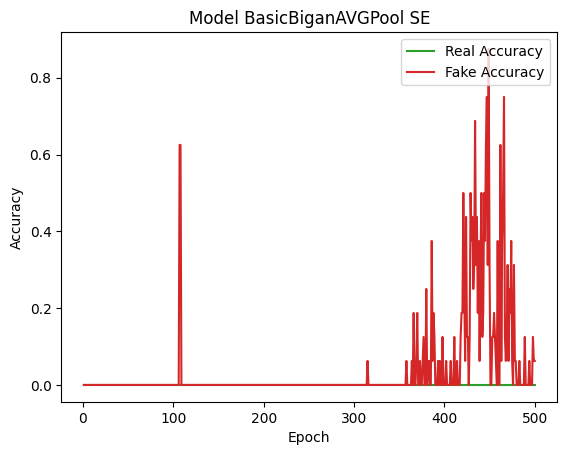 Model BasicBiganAVGPool SE
Real Accuracy
Fake Accuracy
Accuracy
0.8
0.6
0.4
0.2
0.0
0 100 200 300 400 500
Epoch